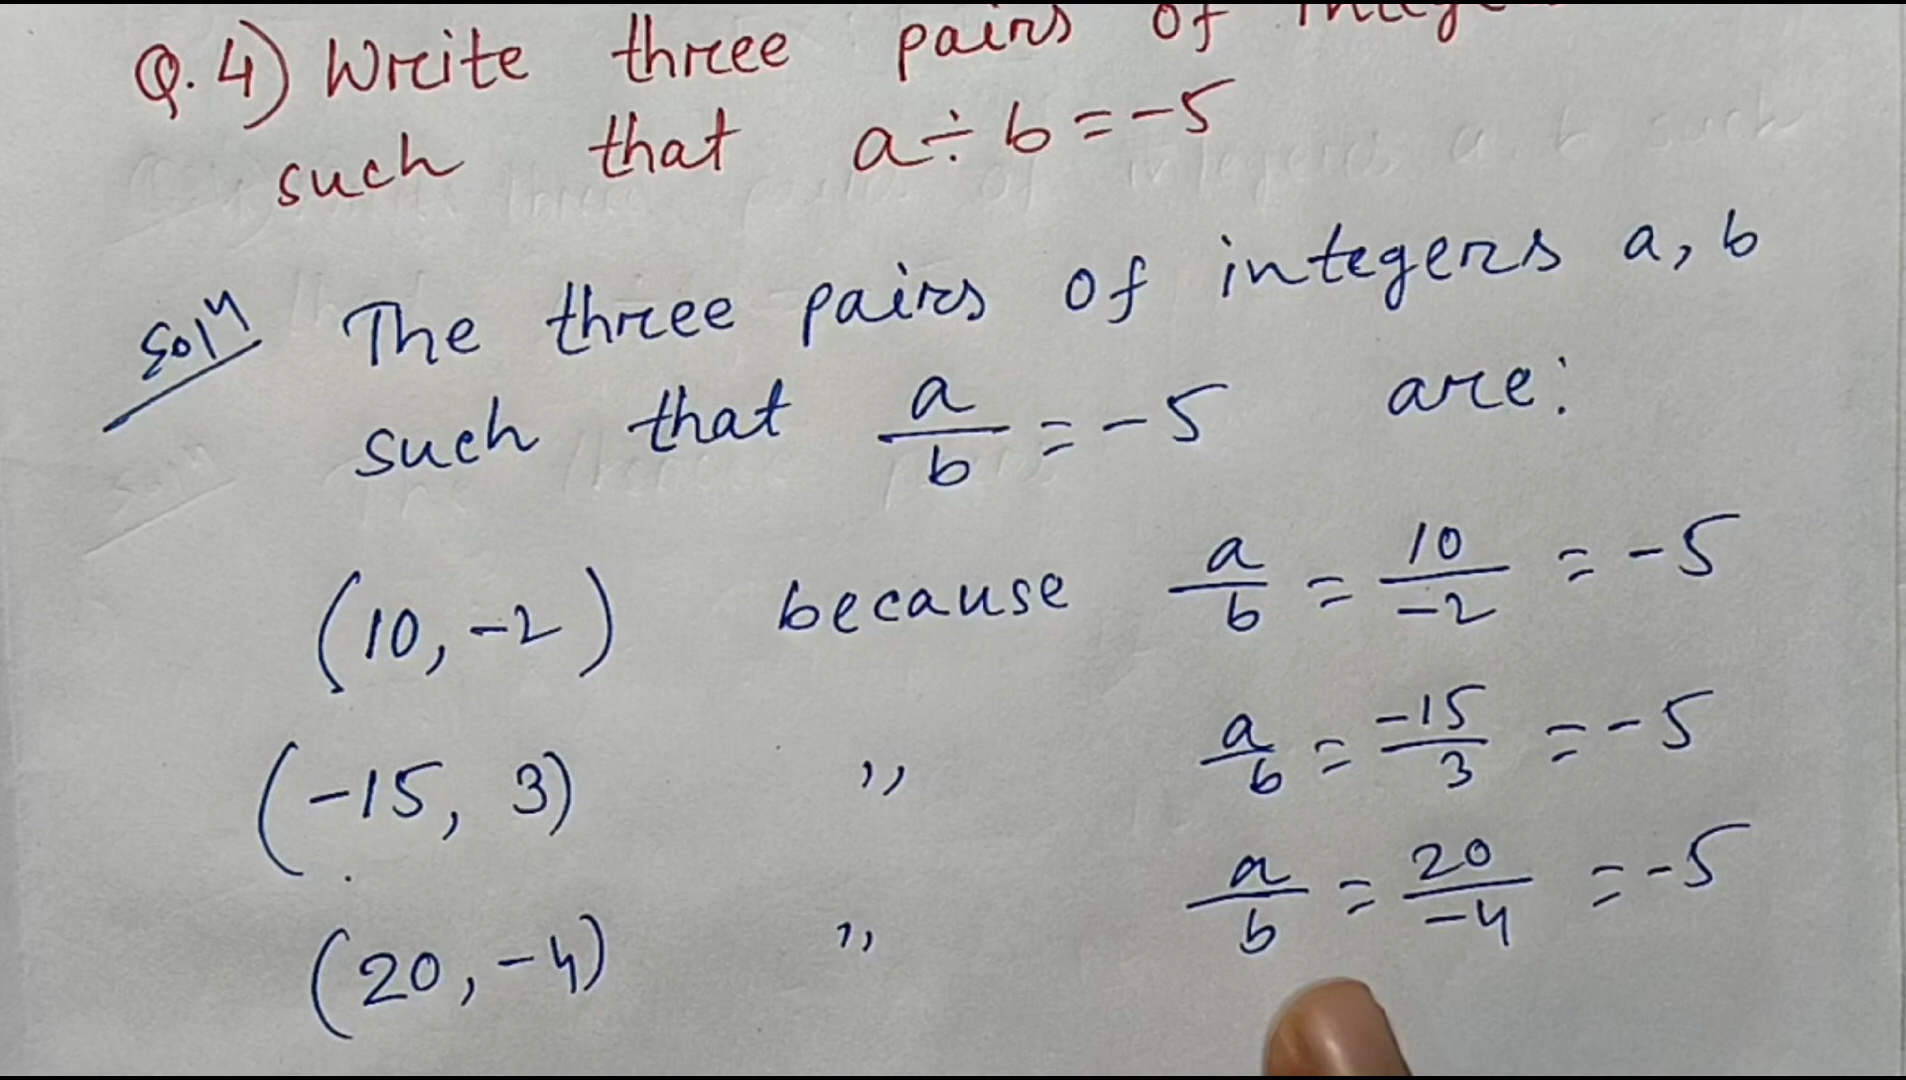 Q.4) Write three pairs of
such that a ÷ b = -5
Soln The three pairs of integers a, b
such that a/b = -5 are:
(10, -2) because a/b = 10/-2 = -5
(-15, 3) ,, a/b = -15/3 = -5
(20, -4) ,, a/b = 20/-4 = -5